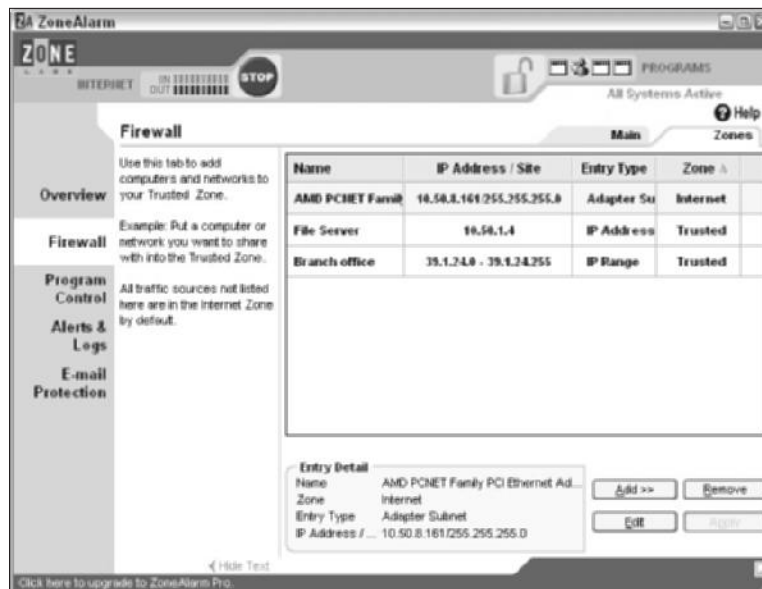 ZA ZoneAlarm
ZONE
LABS
INTERNET
IN
OUT
STOP
PROGRAMS
All Systems Active
Help
Firewall
Main
Zones
Overview
Firewall
Program
Control
Alerts &
Logs
E-mail
Protection
Use this tab to add
computers and networks to
your Trusted Zone.
Example: Put a computer or
network you want to share
with into the Trusted Zone.
All traffic sources not listed
here are in the Internet Zone
by default.
Name IP Address / Site Entry Type Zone
AMD PCNET Famil 10.50.8.161/255.255.255.0 Adapter Su Internet
File Server 10.50.1.4 IP Address Trusted
Branch office 39.1.24.0 - 39.1.24.255 IP Range Trusted
Entry Detail
Name AMD PCNET Family PCI Ethernet Ad...
Zone Internet
Entry Type Adapter Subnet
IP Address / ... 10.50.8.161/255.255.255.0
Add >> Remove
Edit Apply
Hide Text
Click here to upgrade to ZoneAlarm Pro.